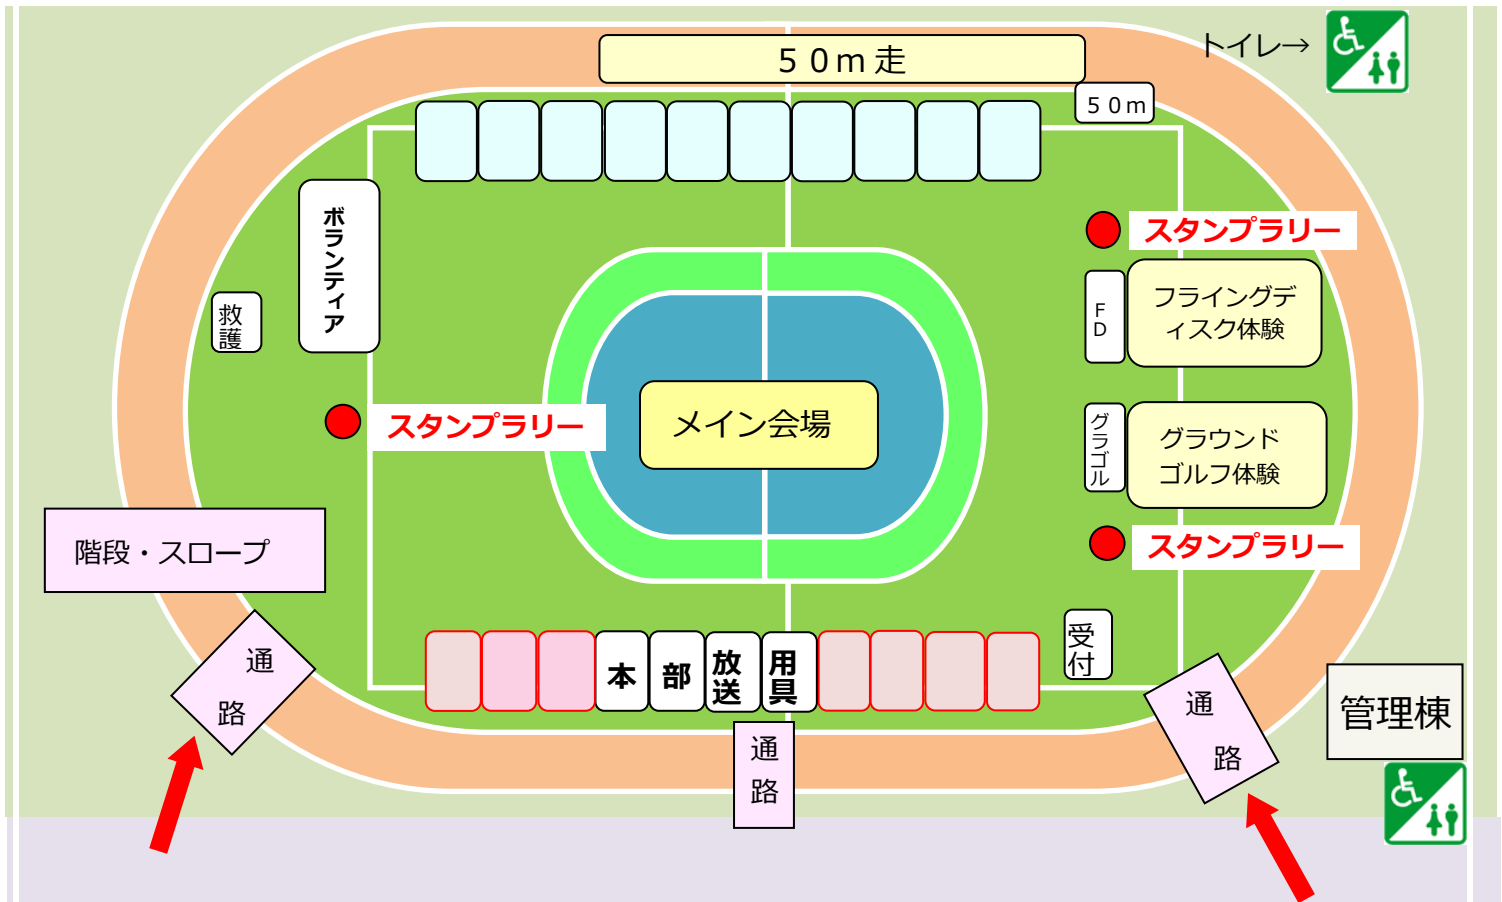 ５０ｍ走
トイレ→
５０ｍ
ボランティア
スタンプラリー
救護
ＦＤ
フライングデ
ィスク体験
スタンプラリー
メイン会場
グラゴル
グラウンド
ゴルフ体験
スタンプラリー
階段・スロープ
通
路
本
部
放送
用具
受付
通
路
通
路
管理棟